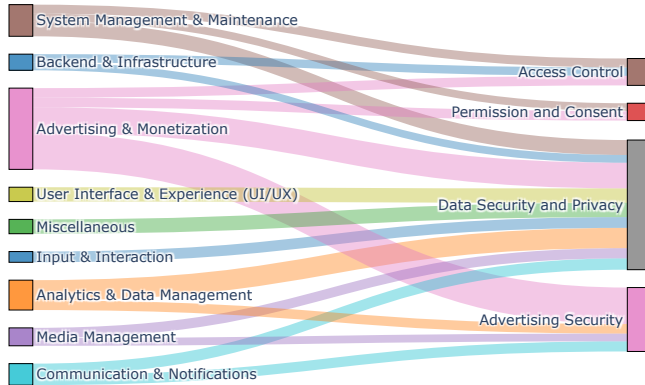 System Management & Maintenance
Backend & Infrastructure
Access Control
Permission and Consent
Advertising & Monetization
User Interface & Experience (UI/UX)
Data Security and Privacy
Miscellaneous
Input & Interaction
Analytics & Data Management
Advertising Security
Media Management
Communication & Notifications